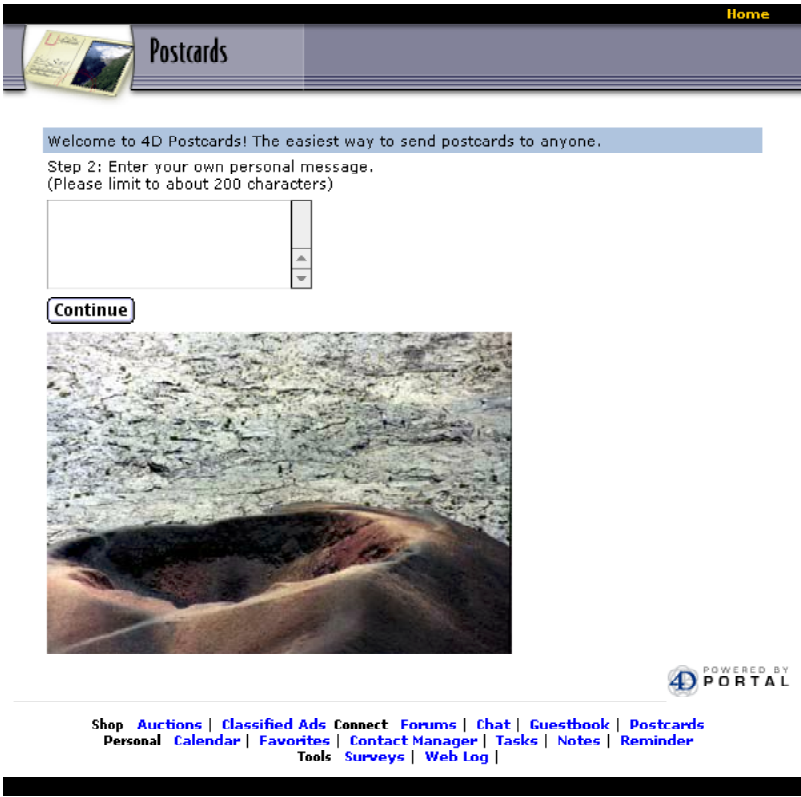 Home
Postcards
Welcome to 4D Postcards! The easiest way to send postcards to anyone.
Step 2: Enter your own personal message.
(Please limit to about 200 characters)
Continue
POWERED BY
4D PORTAL
Shop Auctions | Classified Ads Connect Forums | Chat | Guestbook | Postcards
Personal Calendar | Favorites | Contact Manager | Tasks | Notes | Reminder
Tools Surveys | Web Log |